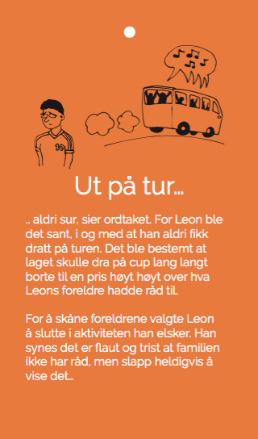 96
Ut på tur...
.. aldri sur, sier ordtaket. For Leon ble
det sant, i og med at han aldri fikk
dratt på turen. Det ble bestemt at
laget skulle dra på cup lang langt
borte til en pris høyt høyt over hva
Leons foreldre hadde råd til.
For å skåne foreldrene valgte Leon
å slutte i aktiviteten han elsker. Han
synes det er flaut og trist at familien
ikke har råd, men slapp heldigvis å
vise det...